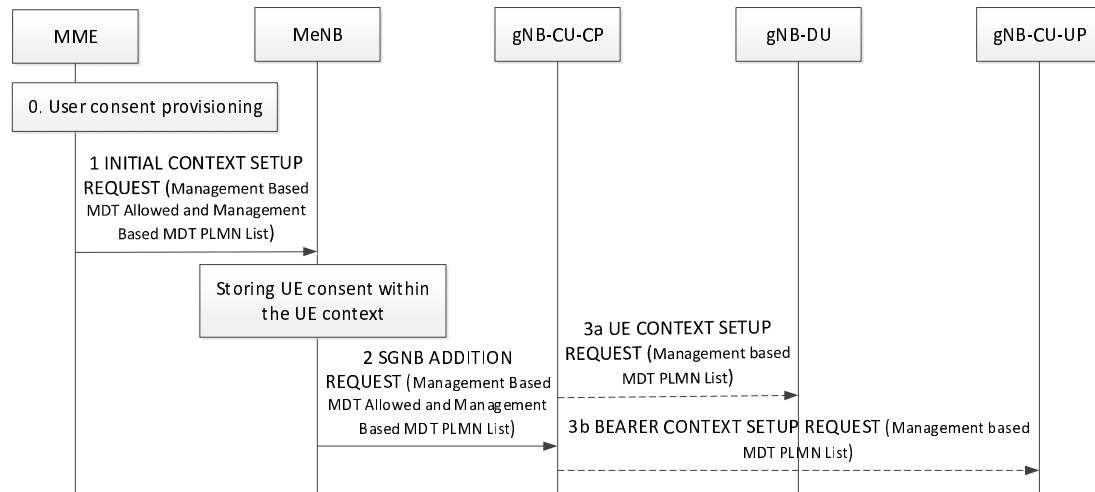 MME
MeNB
gNB-CU-CP
gNB-DU
gNB-CU-UP
0. User consent provisioning
1 INITIAL CONTEXT SETUP
REQUEST (Management Based
MDT Allowed and Management
Based MDT PLMN List)
Storing UE consent within
the UE context
2 SGNB ADDITION
REQUEST (Management Based
MDT Allowed and Management
Based MDT PLMN List)
3a UE CONTEXT SETUP
REQUEST (Management based
MDT PLMN List)
3b BEARER CONTEXT SETUP REQUEST (Management based
MDT PLMN List)